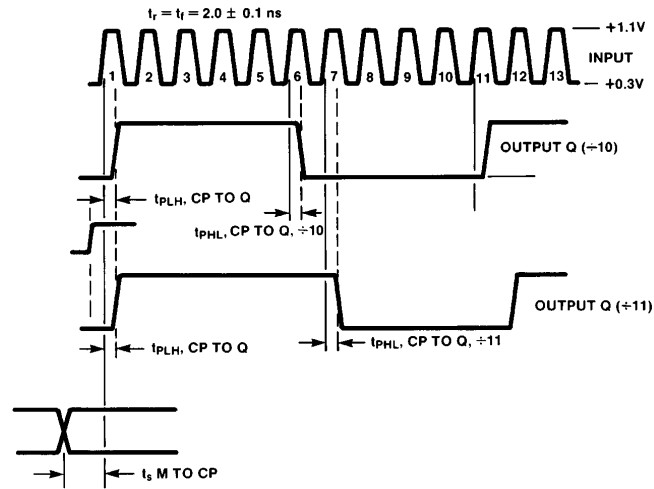 tr = tf = 2.0 ± 0.1 ns
+1.1V
INPUT
1 2 3 4 5 6 7 8 9 10 11 12 13
+0.3V
OUTPUT Q (÷10)
tPLH, CP TO Q
tPHL, CP TO Q, ÷10
OUTPUT Q (÷11)
tPLH, CP TO Q
tPHL, CP TO Q, ÷11
ts M TO CP